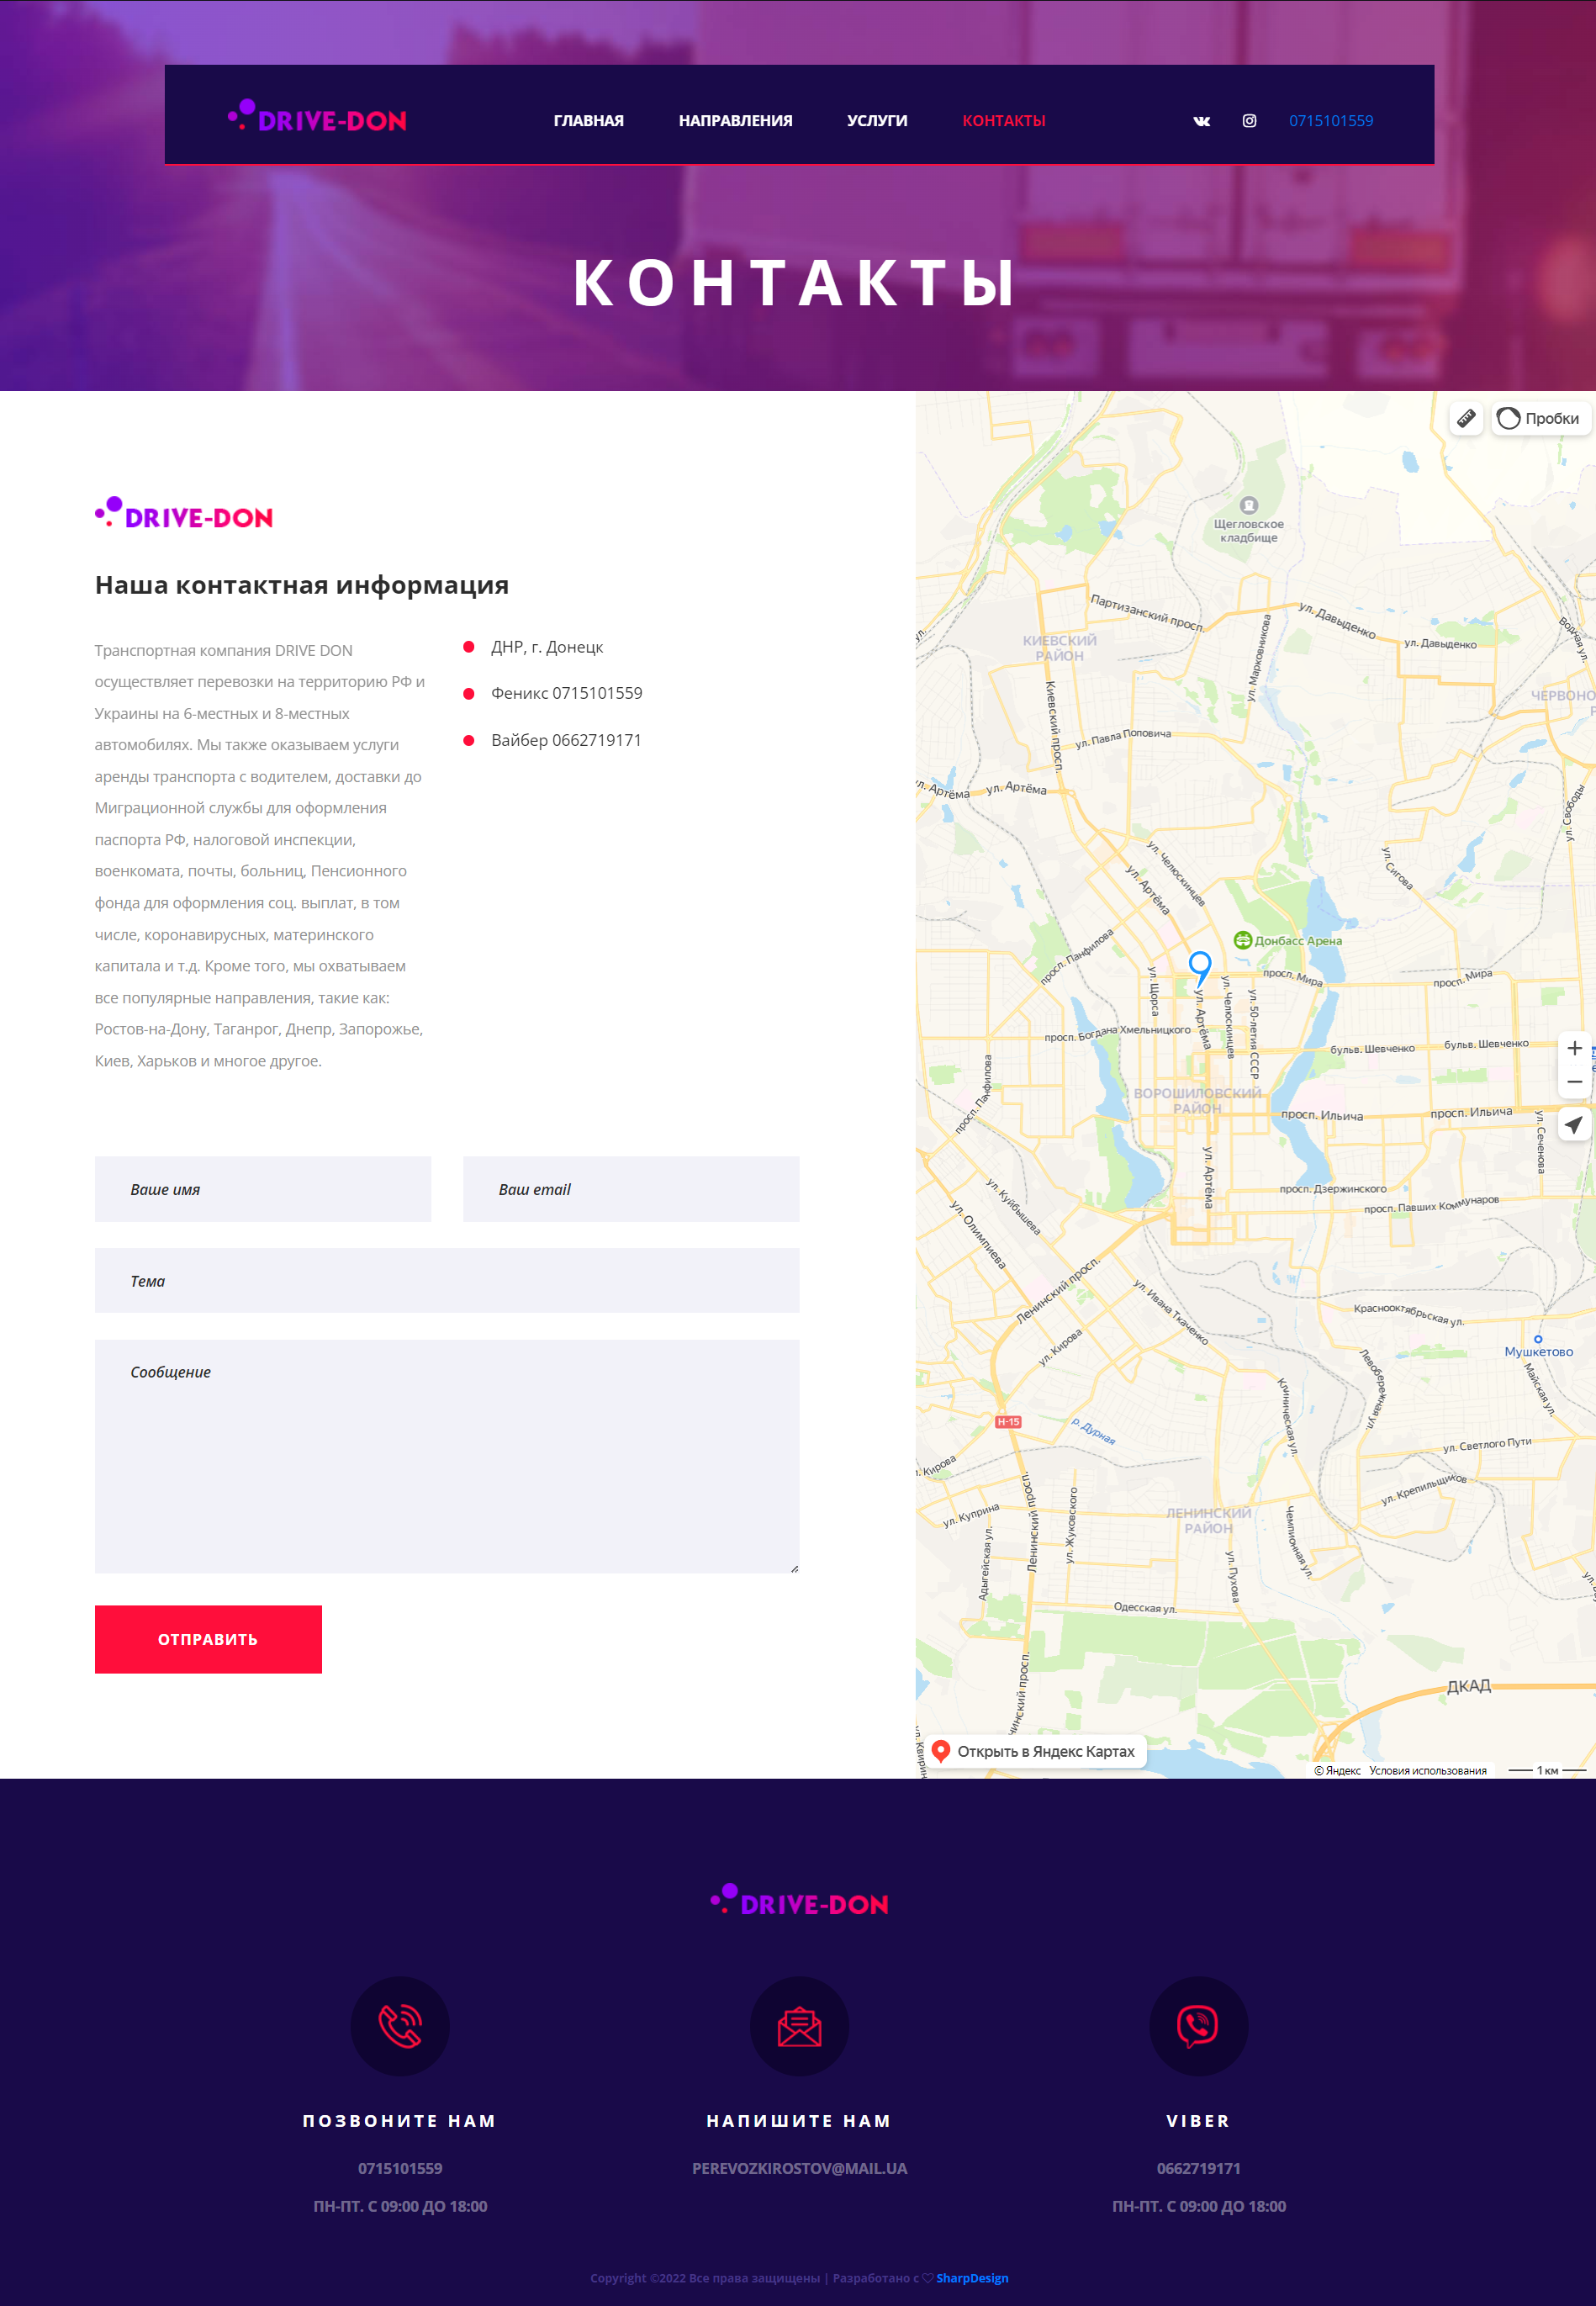 DRIVE-DON
ГЛАВНАЯ
НАПРАВЛЕНИЯ
УСЛУГИ
КОНТАКТЫ
0715101559
КОНТАКТЫ
DRIVE-DON
Наша контактная информация
Транспортная компания DRIVE DON
осуществляет перевозки на территорию РФ и
Украины на 6-местных и 8-местных
автомобилях. Мы также оказываем услуги
аренды транспорта с водителем, доставки до
Миграционной службы для оформления
паспорта РФ, налоговой инспекции,
военкомата, почты, больниц, Пенсионного
фонда для оформления соц. выплат, в том
числе, коронавирусных, материнского
капитала и т.д. Кроме того, мы охватываем
все популярные направления, такие как:
Ростов-на-Дону, Таганрог, Днепр, Запорожье,
Киев, Харьков и многое другое.
ДНР, г. Донецк
Феникс 0715101559
Вайбер 0662719171
Ваше имя
Ваш email
Тема
Сообщение
ОТПРАВИТЬ
Пробки
Щегловское
кладбище
Партизанский просп.
ул. Давыденко
ул. Давыденко
Водная ул.
КИЕВСКИЙ
РАЙОН
ул. Марковникова
Киевский просп.
ул. Павла Поповича
ул. Артёма
ул. Артёма
ул. Свободы
ул. Челюскинцев
ул. Артёма
ул. Сигова
Донбасс Арена
просп. Панфилова
просп. Мира
просп. Мира
ул. Щорса
ул. Артёма
ул. Челюскинцев
ул. 50-летия СССР
просп. Богдана Хмельницкого
бульв. Шевченко
бульв. Шевченко
просп. Панфилова
ВОРОШИЛОВСКИЙ
РАЙОН
просп. Ильича
просп. Ильича
ул. Сеченова
ул. Артёма
просп. Дзержинского
просп. Павших Коммунаров
ул. Куйбышева
ул. Олимпиева
Ленинский просп.
ул. Ивана Ткаченко
ул. Кирова
Краснооктябрьская ул.
Мушкетово
Левобережная ул.
Майская ул.
Клиническая ул.
Н-15
р. Дурная
ул. Светлого Пути
ул. Крепильщиков
л. Кирова
ул. Куприна
Ленинский просп.
ул. Жуковского
ЛЕНИНСКИЙ
РАЙОН
Чемпионная ул.
Адыгейская ул.
ул. Пухова
Одесская ул.
ДКАД
Открыть в Яндекс Картах
© Яндекс Условия использования
1 км
DRIVE-DON
ПОЗВОНИТЕ НАМ
0715101559
ПН-ПТ. С 09:00 ДО 18:00
НАПИШИТЕ НАМ
PEREVOZKIROSTOV@MAIL.UA
VIBER
0662719171
ПН-ПТ. С 09:00 ДО 18:00
Copyright ©2022 Все права защищены | Разработано с ♡ SharpDesign